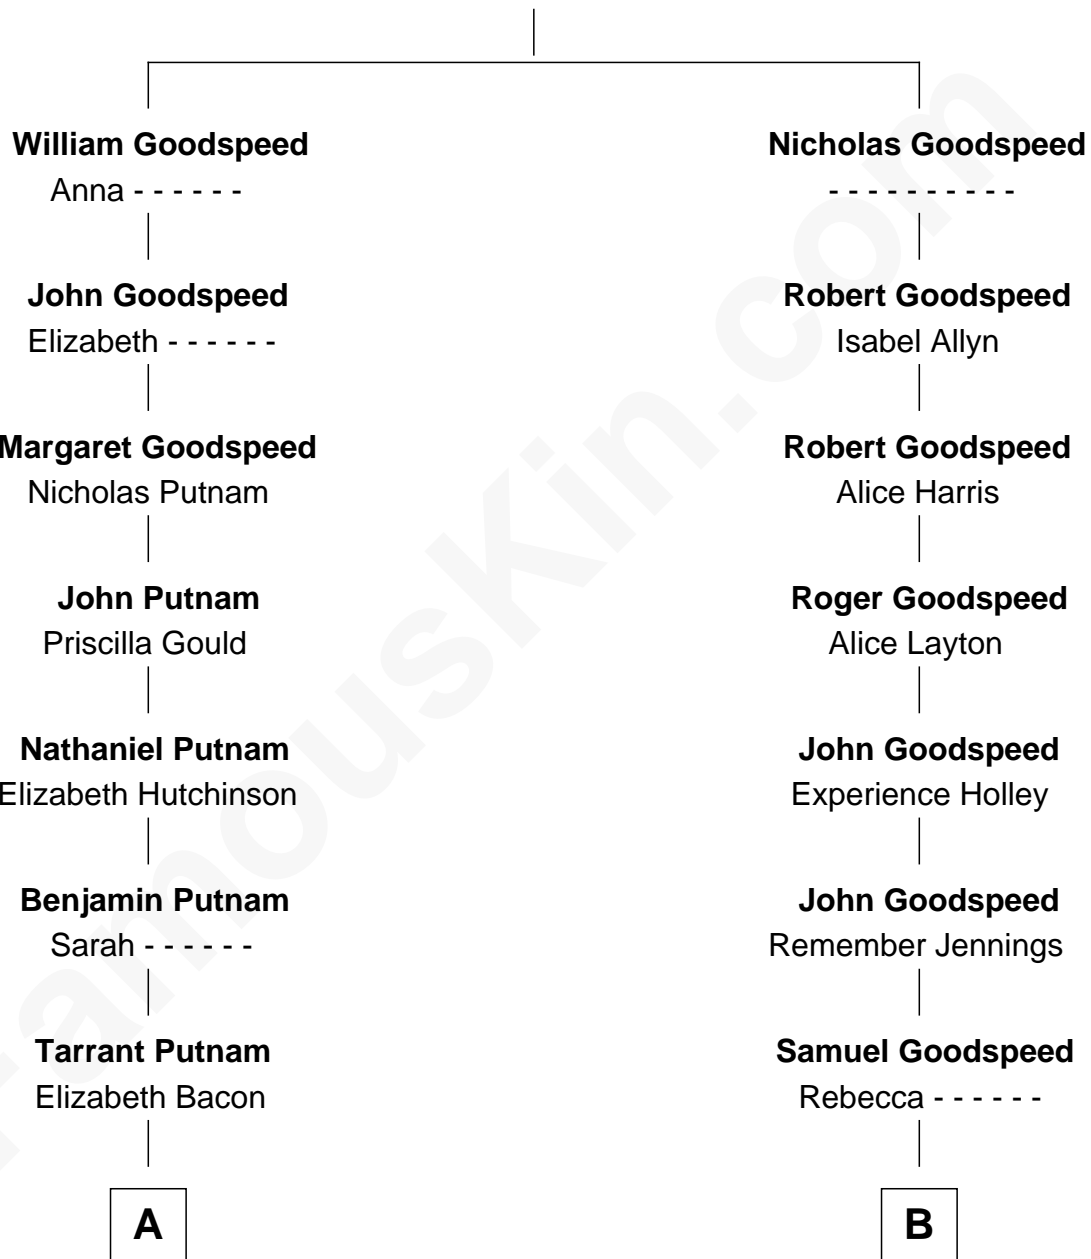 William Goodspeed
Anna - - - - - -
John Goodspeed
Elizabeth - - - - - -
Margaret Goodspeed
Nicholas Putnam
John Putnam
Priscilla Gould
Nathaniel Putnam
Elizabeth Hutchinson
Benjamin Putnam
Sarah - - - - - -
Tarrant Putnam
Elizabeth Bacon
A
Nicholas Goodspeed
- - - - - - - - - -
Robert Goodspeed
Isabel Allyn
Robert Goodspeed
Alice Harris
Roger Goodspeed
Alice Layton
John Goodspeed
Experience Holley
John Goodspeed
Remember Jennings
Samuel Goodspeed
Rebecca - - - - - -
B
FamousKin.com